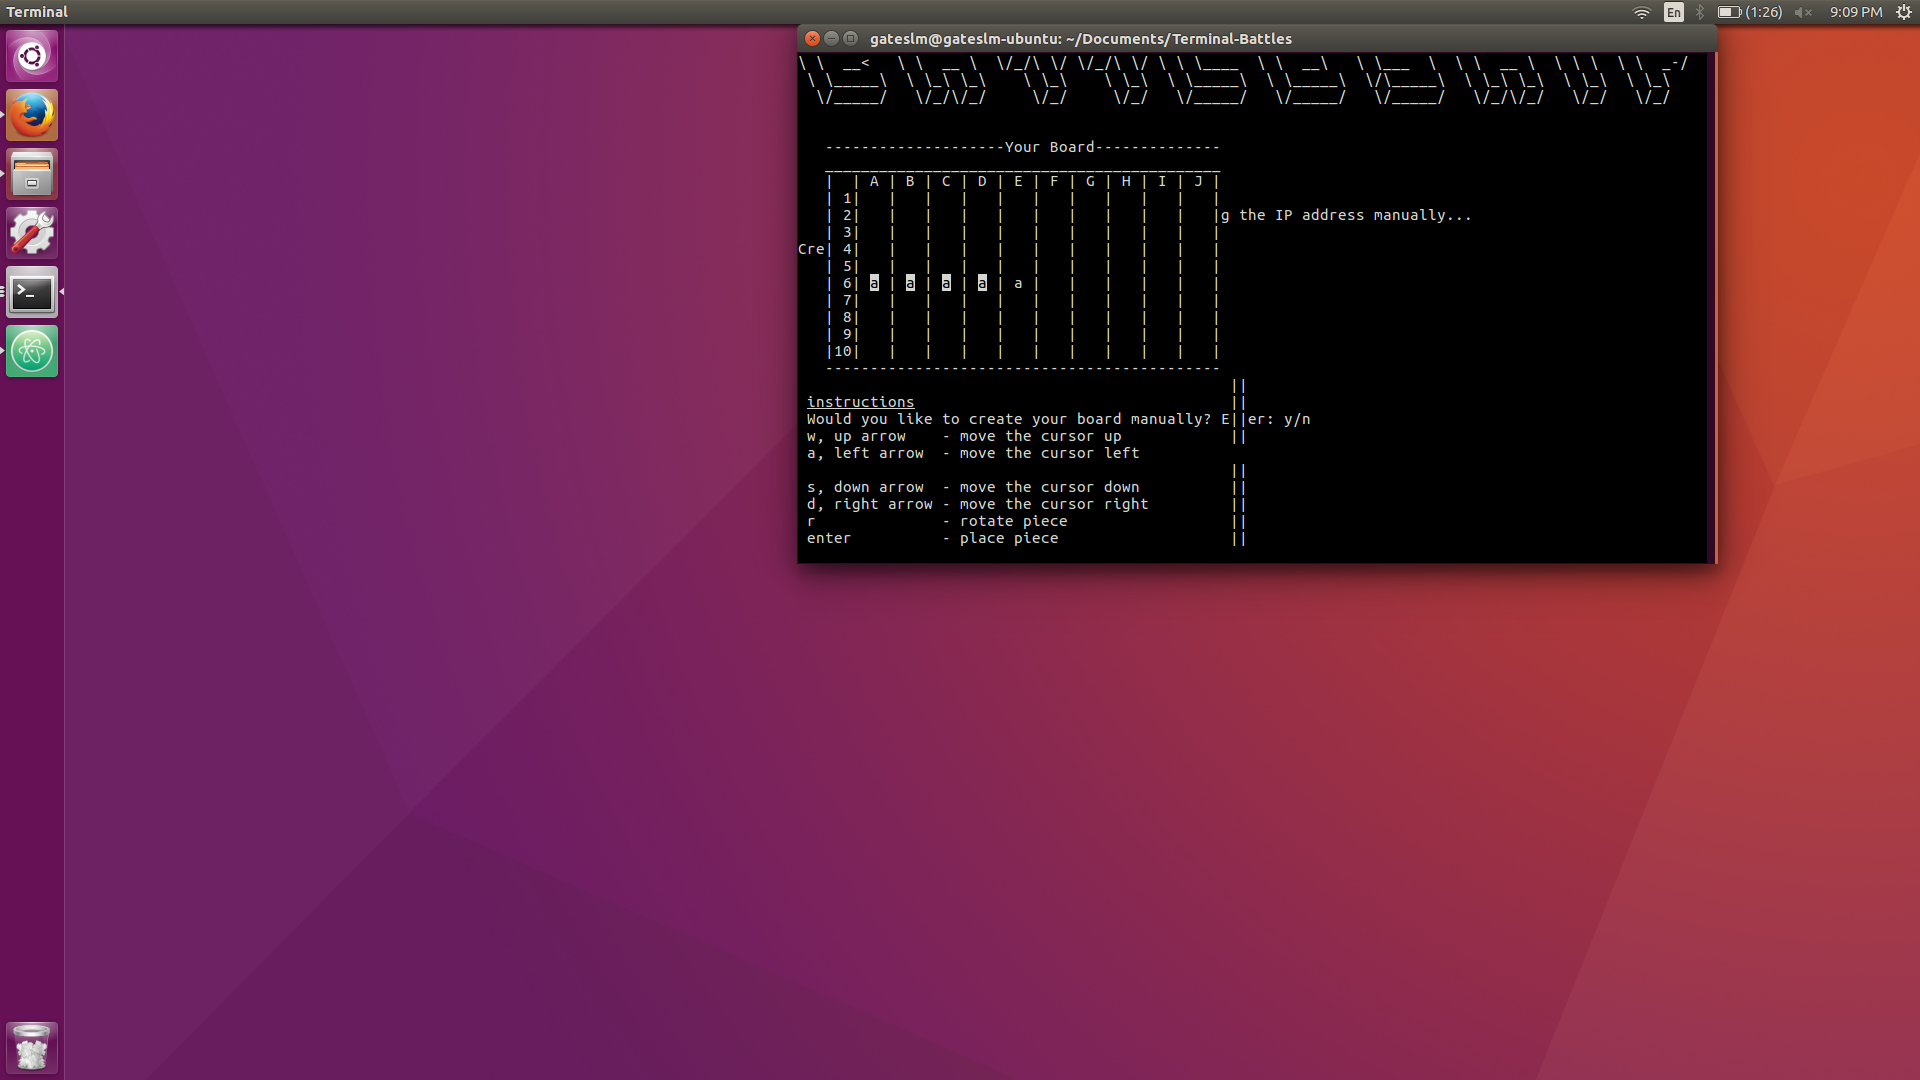 Terminal
En (1:26) 9:09 PM
gateslm@gateslm-ubuntu: ~/Documents/Terminal-Battles
\ \  __<   \ \  __ \  \/_/\ \/ \/_/\ \/ \ \ \____  \ \  __\   \ \___  \  \ \  __ \  \ \ \  \ \  _-/
 \ \_____\  \ \_\ \_\    \ \_\    \ \_\  \ \_____\  \ \_____\  \/\_____\  \ \_\ \_\  \ \_\  \ \_\
  \/_____/   \/_/\/_/     \/_/     \/_/   \/_____/   \/_____/   \/_____/   \/_/\/_/   \/_/   \/_/
--------------------Your Board--------------
____________________________________________
|  | A | B | C | D | E | F | G | H | I | J |
| 1|   |   |   |   |   |   |   |   |   |   |
| 2|   |   |   |   |   |   |   |   |   |   |g the IP address manually...
| 3|   |   |   |   |   |   |   |   |   |   |
Cre| 4|   |   |   |   |   |   |   |   |   |   |
| 5|   |   |   |   |   |   |   |   |   |   |
| 6| a | a | a | a | a |   |   |   |   |   |
| 7|   |   |   |   |   |   |   |   |   |   |
| 8|   |   |   |   |   |   |   |   |   |   |
| 9|   |   |   |   |   |   |   |   |   |   |
|10|   |   |   |   |   |   |   |   |   |   |
--------------------------------------------
||
instructions ||
Would you like to create your board manually? E||er: y/n
w, up arrow    - move the cursor up ||
a, left arrow  - move the cursor left
||
s, down arrow  - move the cursor down ||
d, right arrow - move the cursor right ||
r              - rotate piece ||
enter          - place piece ||